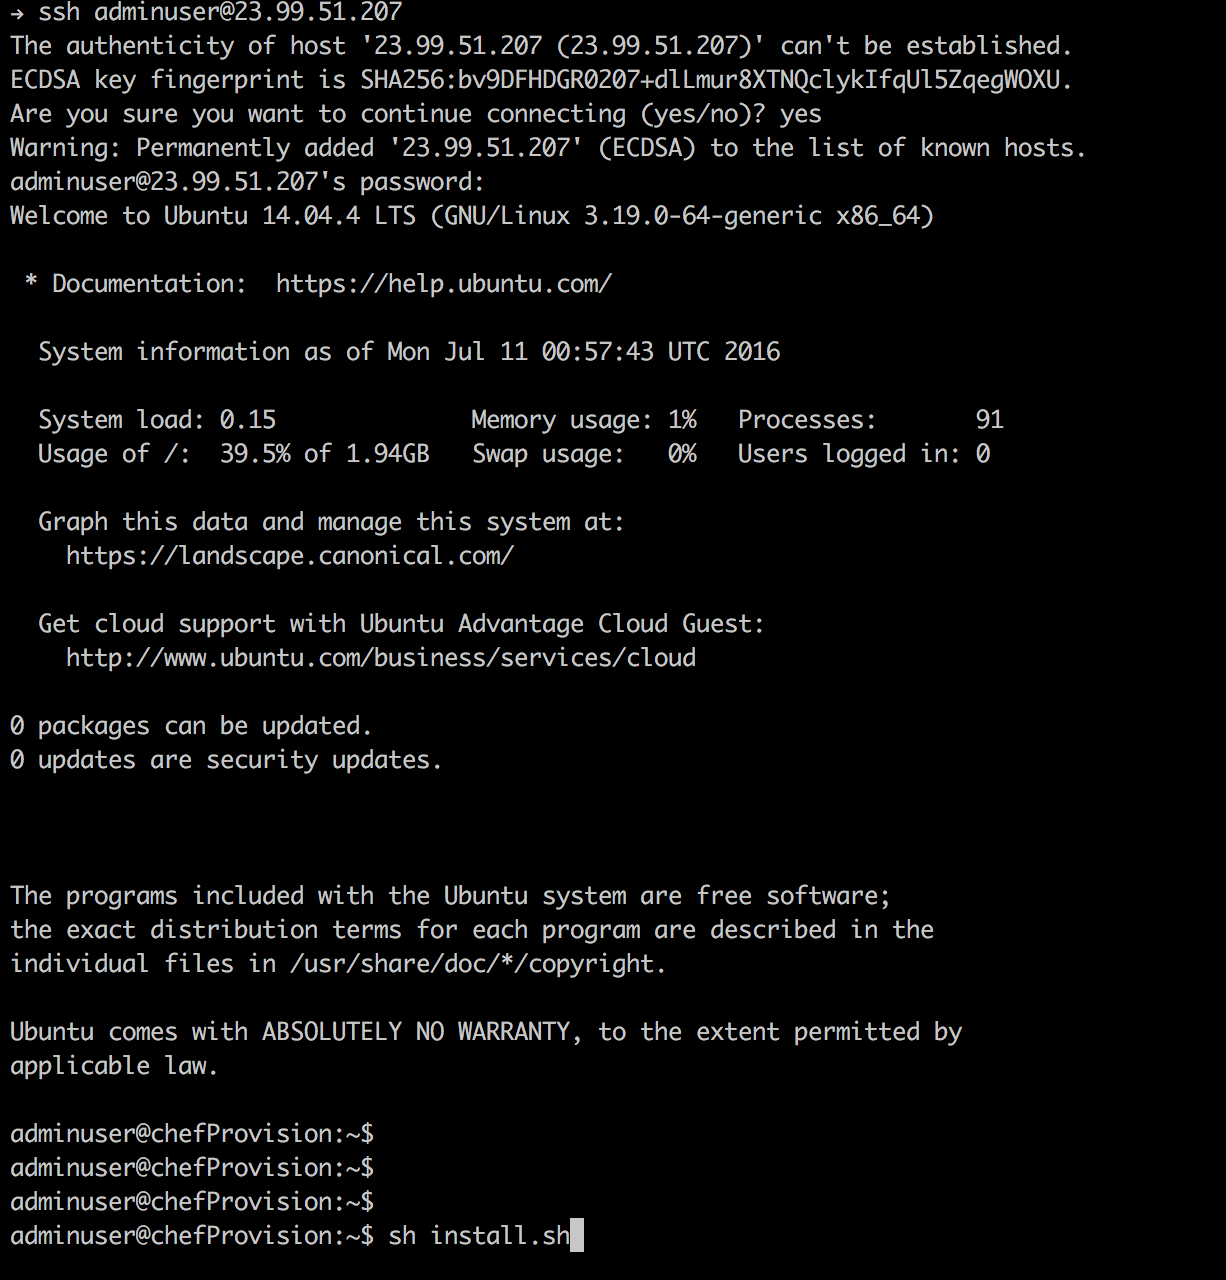 → ssh adminuser@23.99.51.207
The authenticity of host '23.99.51.207 (23.99.51.207)' can't be established.
ECDSA key fingerprint is SHA256:bv9DFHDGR0207+dlLmur8XTNQclykIfqUl5ZqegWOXU.
Are you sure you want to continue connecting (yes/no)? yes
Warning: Permanently added '23.99.51.207' (ECDSA) to the list of known hosts.
adminuser@23.99.51.207's password:
Welcome to Ubuntu 14.04.4 LTS (GNU/Linux 3.19.0-64-generic x86_64)

 * Documentation:  https://help.ubuntu.com/

  System information as of Mon Jul 11 00:57:43 UTC 2016

  System load: 0.15              Memory usage: 1%   Processes:       91
  Usage of /:  39.5% of 1.94GB   Swap usage:   0%   Users logged in: 0

  Graph this data and manage this system at:
    https://landscape.canonical.com/

  Get cloud support with Ubuntu Advantage Cloud Guest:
    http://www.ubuntu.com/business/services/cloud

0 packages can be updated.
0 updates are security updates.

The programs included with the Ubuntu system are free software;
the exact distribution terms for each program are described in the
individual files in /usr/share/doc/*/copyright.

Ubuntu comes with ABSOLUTELY NO WARRANTY, to the extent permitted by
applicable law.

adminuser@chefProvision:~$
adminuser@chefProvision:~$
adminuser@chefProvision:~$
adminuser@chefProvision:~$ sh install.sh